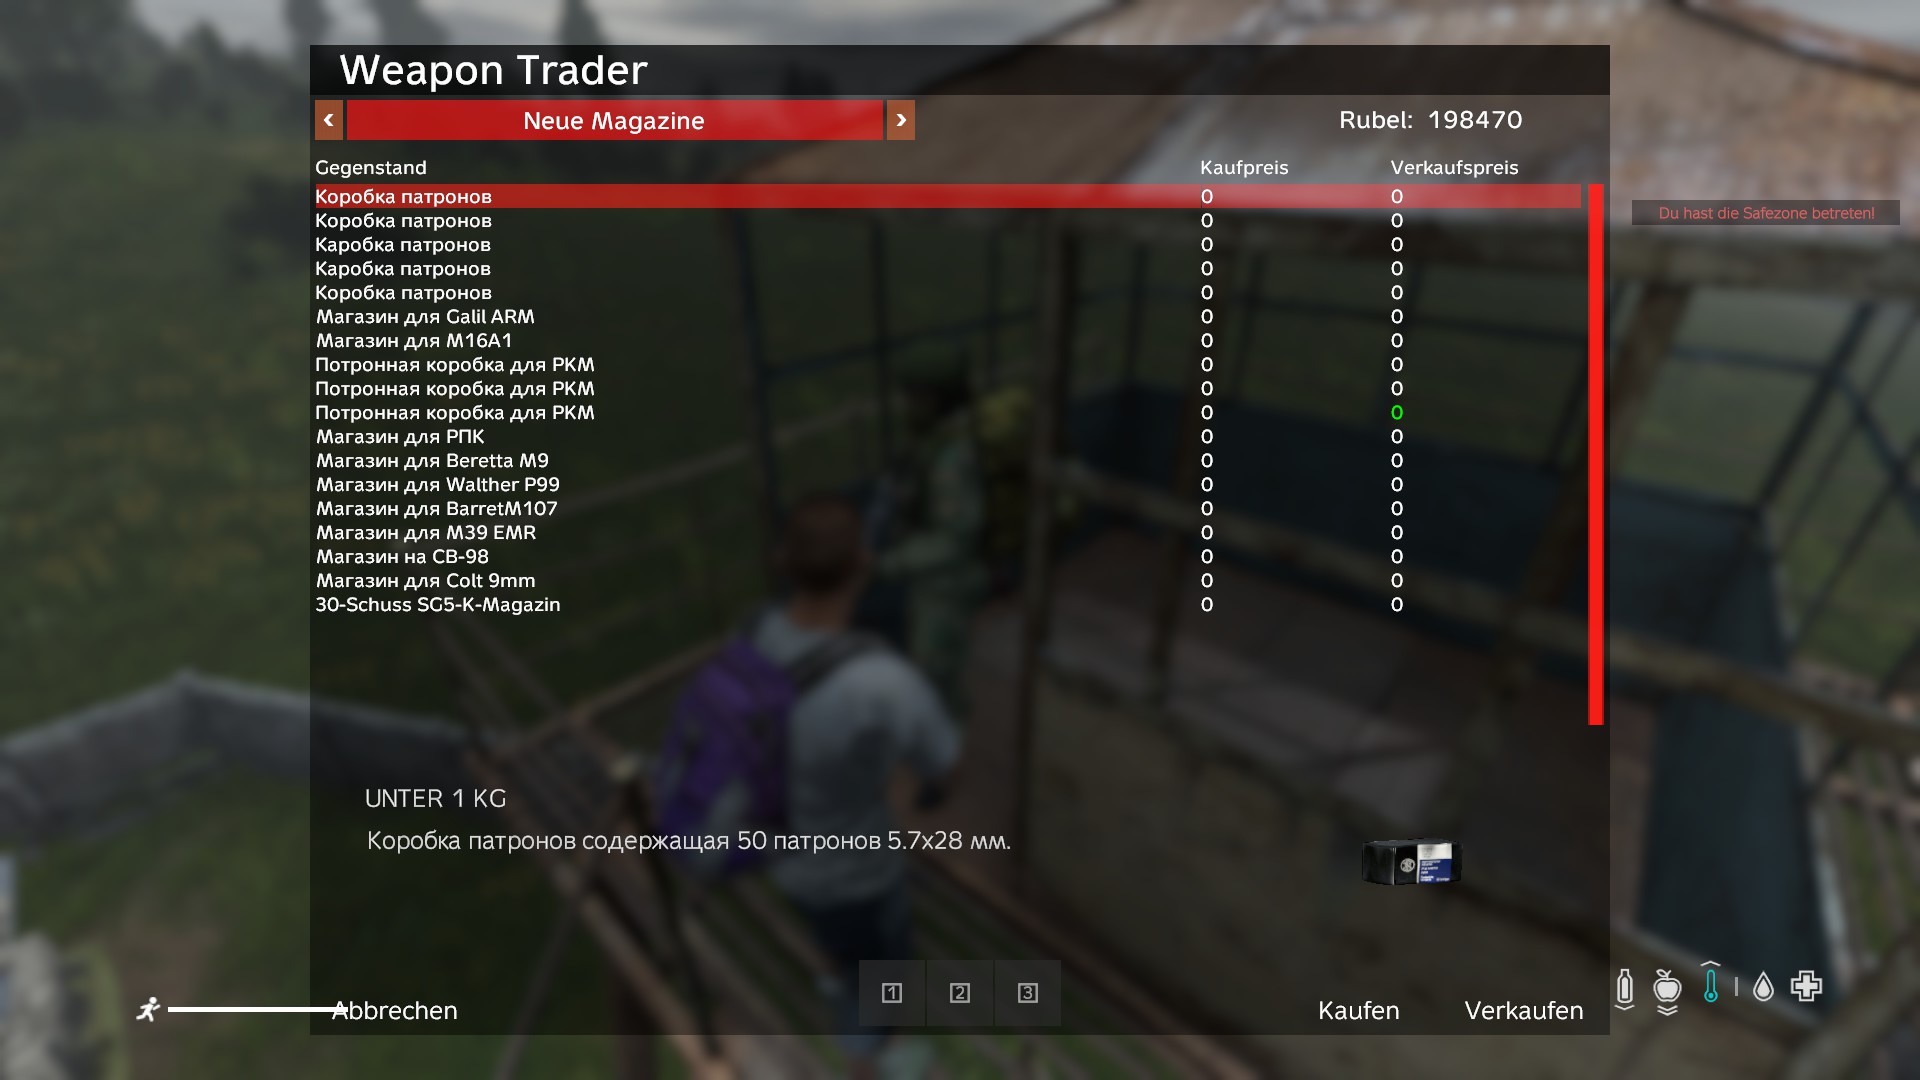 Weapon Trader
< Neue Magazine > Rubel: 198470
Gegenstand Kaufpreis Verkaufspreis
Коробка патронов 0 0
Du hast die Safezone betreten!
Коробка патронов 0 0
Каробка патронов 0 0
Каробка патронов 0 0
Коробка патронов 0 0
Магазин для Galil ARM 0 0
Магазин для М16А1 0 0
Потронная коробка для PKM 0 0
Потронная коробка для PKM 0 0
Потронная коробка для PKM 0 0
Магазин для РПК 0 0
Магазин для Beretta M9 0 0
Магазин для Walther P99 0 0
Магазин для BarretM107 0 0
Магазин для M39 EMR 0 0
Магазин на СВ-98 0 0
Магазин для Colt 9mm 0 0
30-Schuss SG5-K-Magazin 0 0
UNTER 1 KG
Коробка патронов содержащая 50 патронов 5.7x28 мм.
1 2 3
Abbrechen Kaufen Verkaufen